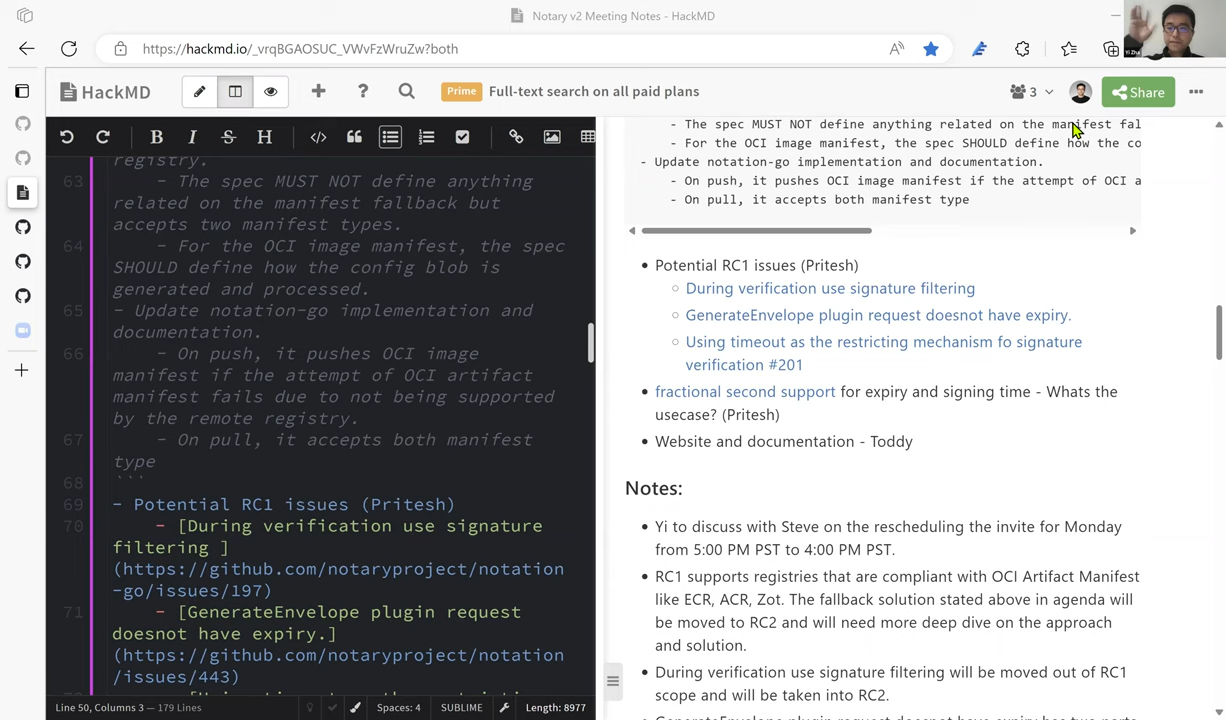 Notary v2 Meeting Notes - HackMD
https://hackmd.io/_vrqBGAOSUC_VWvFzWruZw?both
Yi Zha
HackMD
Prime
Full-text search on all paid plans
3
Share
registry.
63 - The spec MUST NOT define anything
related on the manifest fallback but
accepts two manifest types.
64 - For the OCI image manifest, the spec
SHOULD define how the config blob is
generated and processed.
65 - Update notation-go implementation and
documentation.
66 - On push, it pushes OCI image
manifest if the attempt of OCI artifact
manifest fails due to not being supported
by the remote registry.
67 - On pull, it accepts both manifest
type
68 ```
69 - Potential RC1 issues (Pritesh)
70 - [During verification use signature
filtering ]
(https://github.com/notaryproject/notation
-go/issues/197)
71 - [GenerateEnvelope plugin request
doesnot have expiry.]
(https://github.com/notaryproject/notation
/issues/443)
Line 50, Columns 3 — 179 Lines
Spaces: 4
SUBLIME
Length: 8977
- The spec MUST NOT define anything related on the manifest fal
- For the OCI image manifest, the spec SHOULD define how the co
- Update notation-go implementation and documentation.
- On push, it pushes OCI image manifest if the attempt of OCI a
- On pull, it accepts both manifest type
• Potential RC1 issues (Pritesh)
During verification use signature filtering
GenerateEnvelope plugin request doesnot have expiry.
Using timeout as the restricting mechanism fo signature
verification #201
• fractional second support for expiry and signing time - Whats the
usecase? (Pritesh)
• Website and documentation - Toddy
Notes:
• Yi to discuss with Steve on the rescheduling the invite for Monday
from 5:00 PM PST to 4:00 PM PST.
• RC1 supports registries that are compliant with OCI Artifact Manifest
like ECR, ACR, Zot. The fallback solution stated above in agenda will
be moved to RC2 and will need more deep dive on the approach
and solution.
• During verification use signature filtering will be moved out of RC1
scope and will be taken into RC2.